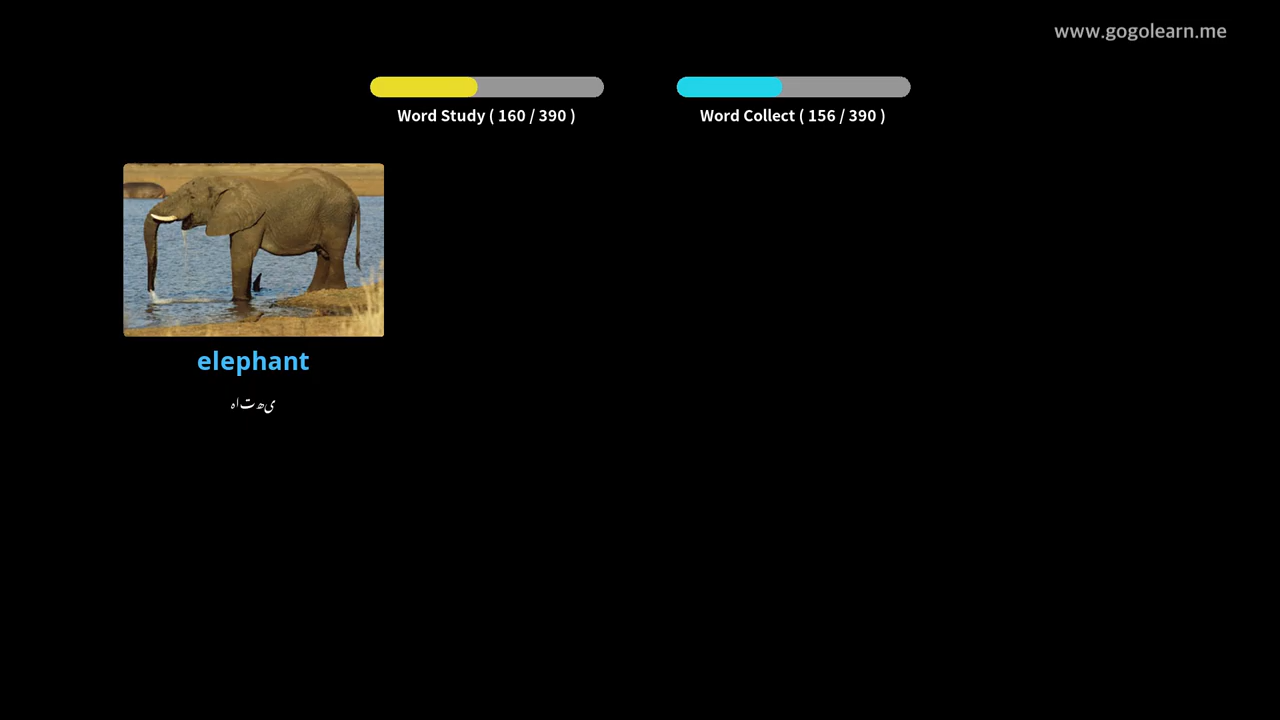 www.gogolearn.me
Word Study ( 160 / 390 )
Word Collect ( 156 / 390 )
elephant
ہاتھی